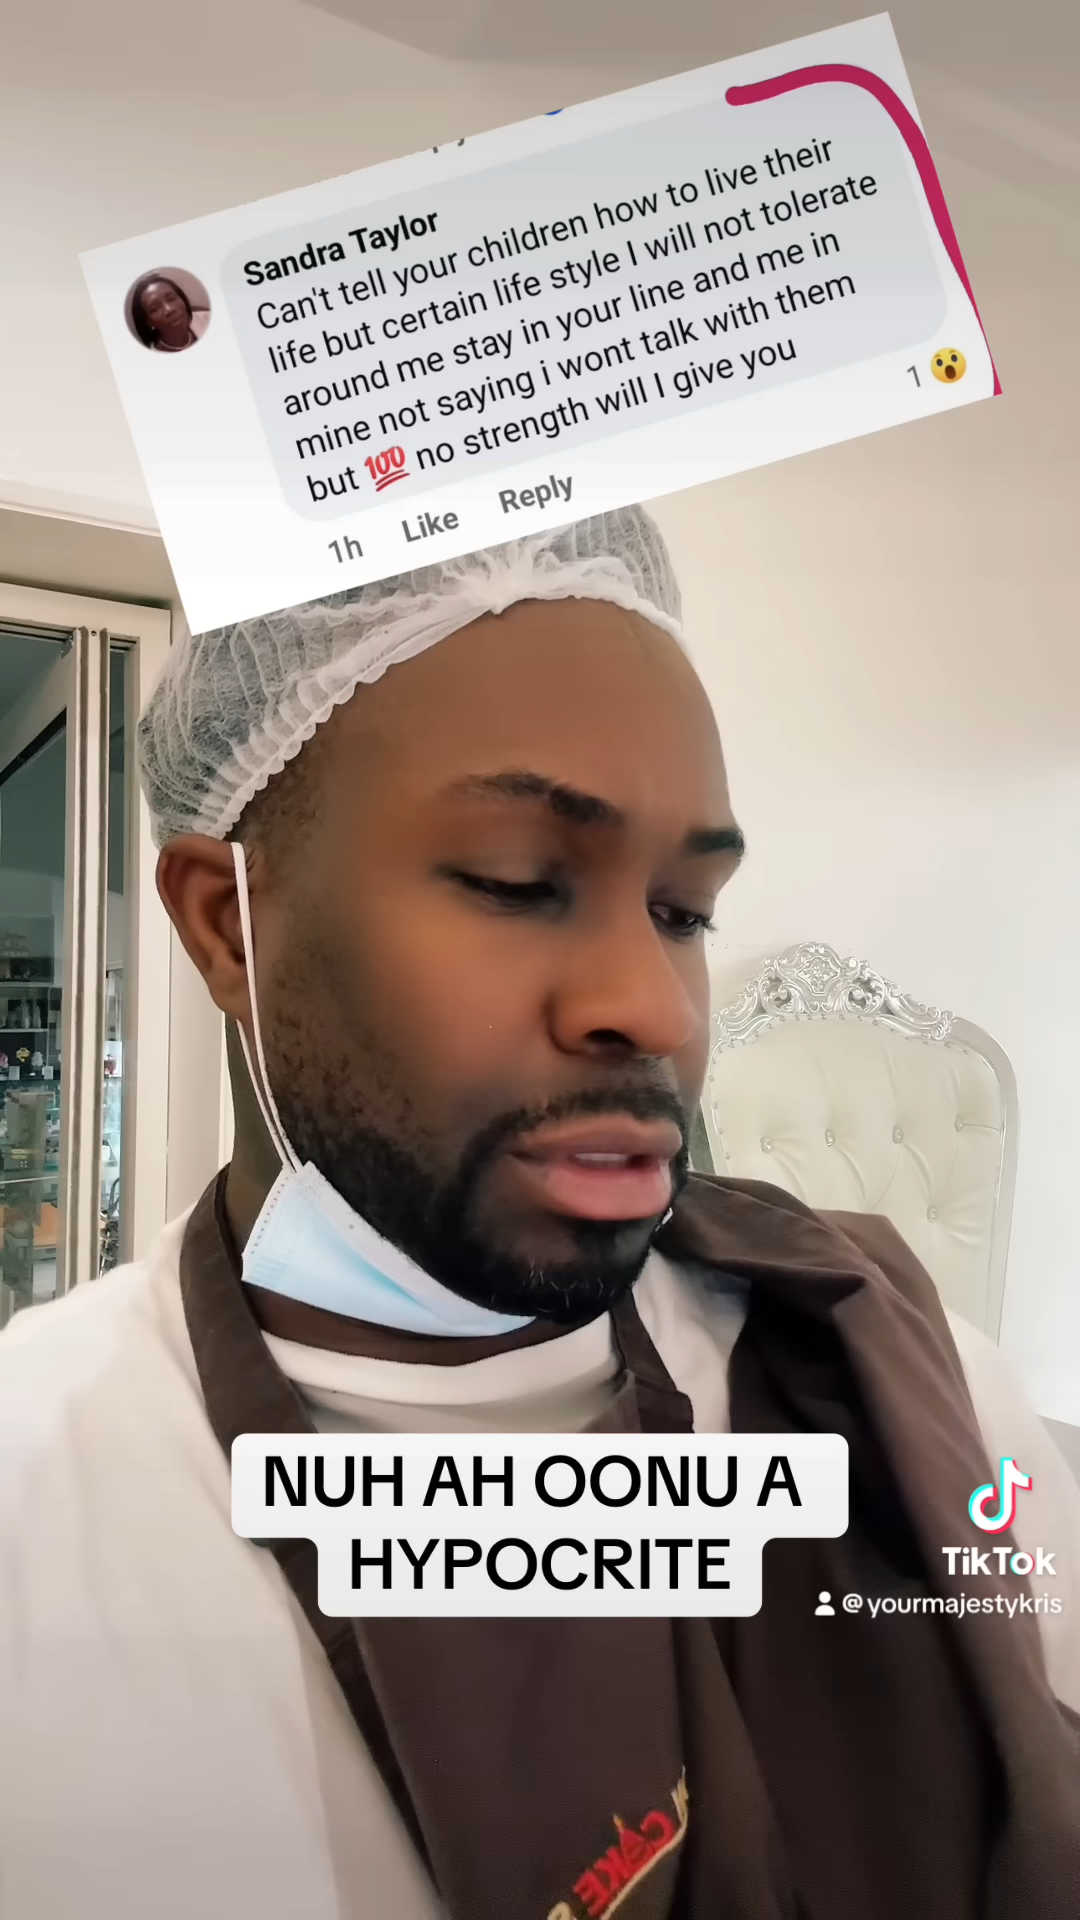 Sandra Taylor
Can't tell your children how to live their
life but certain life style I will not tolerate
around me stay in your line and me in
mine not saying i wont talk with them
but 💯 no strength will I give you
1 😮
1h Like Reply
NUH AH OONU A
HYPOCRITE
TikTok
@yourmajestykris
CAKE